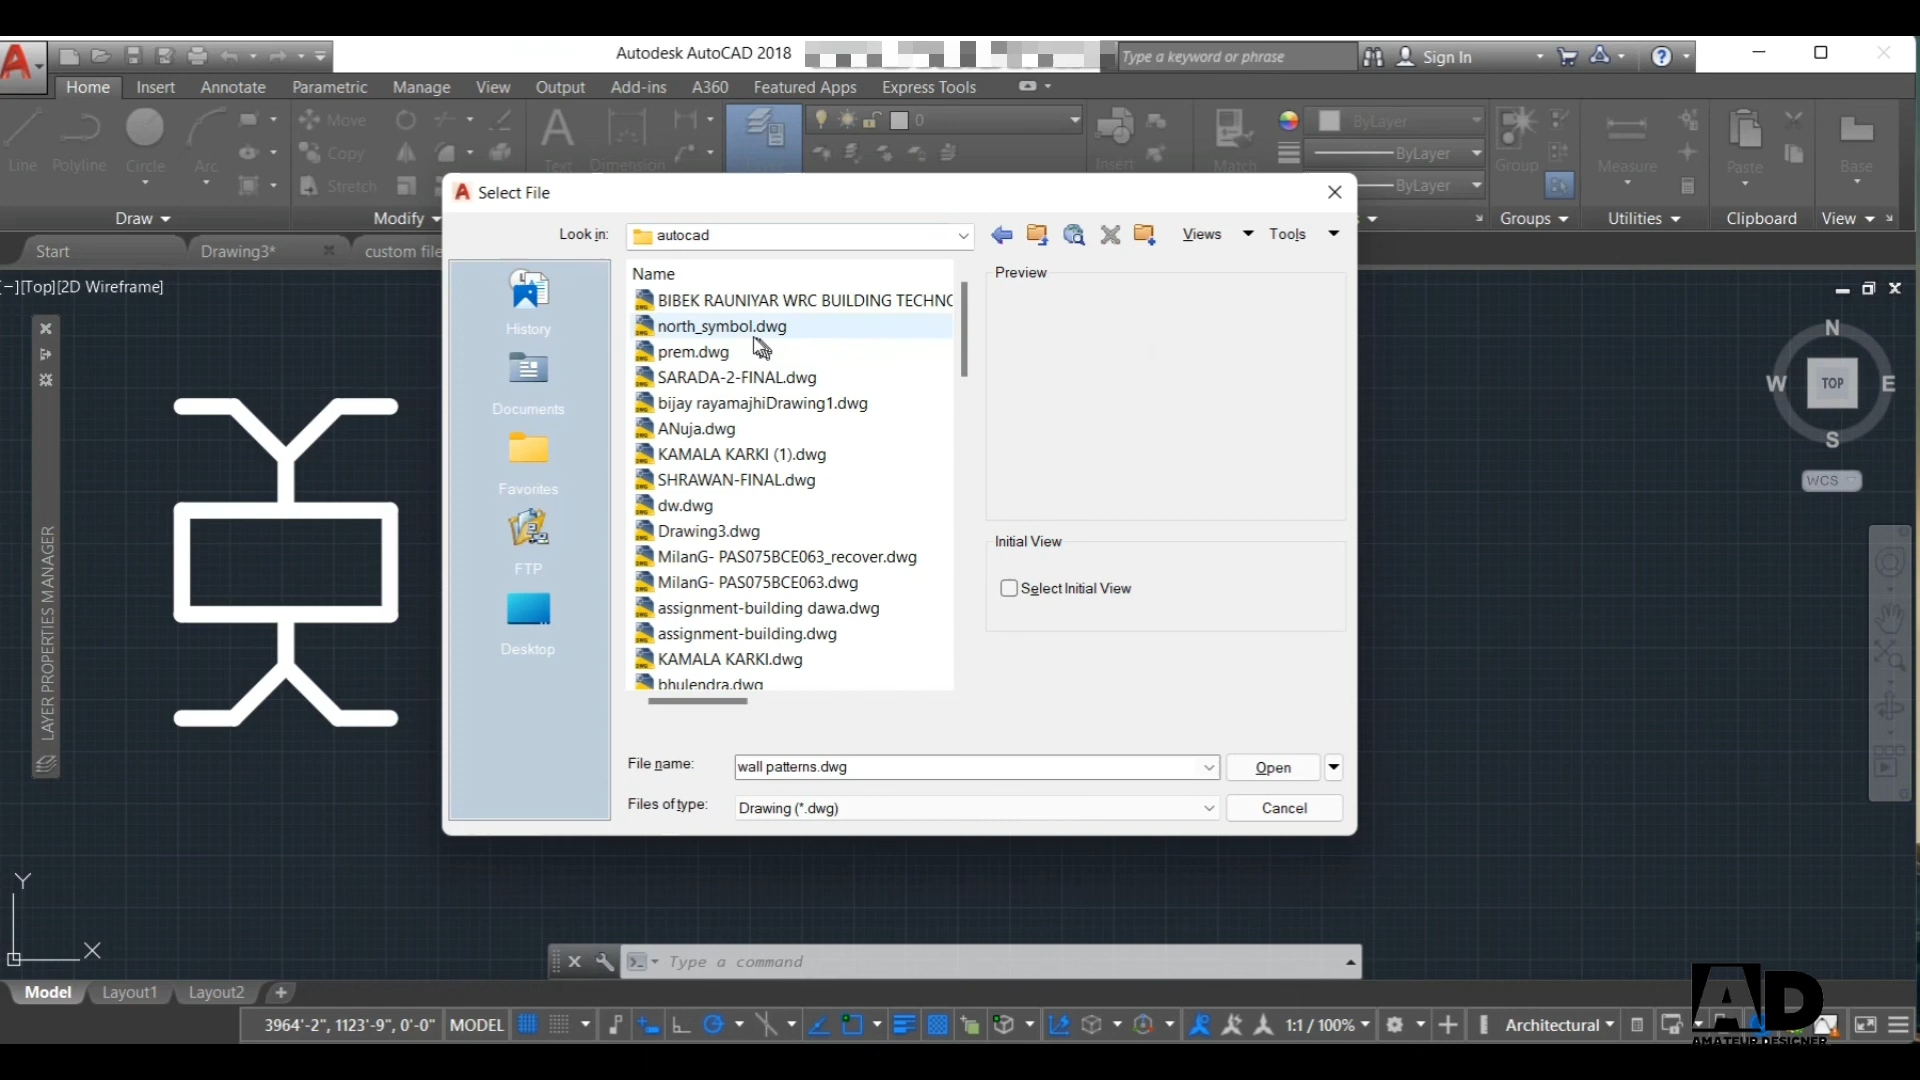 Autodesk AutoCAD 2018
Type a keyword or phrase
Sign In
Home Insert Annotate Parametric Manage View Output Add-ins A360 Featured Apps Express Tools
Line Polyline Circle Arc
Move
Copy
Stretch
Text Dimension
0
Insert
Match
ByLayer
ByLayer
ByLayer
Group
Measure
Paste
Base
Draw Modify Groups Utilities Clipboard View
Start Drawing3* custom file
[−][Top][2D Wireframe]
LAYER PROPERTIES MANAGER
Select File
Look in: autocad
Views Tools
History
Documents
Favorites
FTP
Desktop
Name
BIBEK RAUNIYAR WRC BUILDING TECHNO
north_symbol.dwg
prem.dwg
SARADA-2-FINAL.dwg
bijay rayamajhiDrawing1.dwg
ANuja.dwg
KAMALA KARKI (1).dwg
SHRAWAN-FINAL.dwg
dw.dwg
Drawing3.dwg
MilanG- PAS075BCE063_recover.dwg
MilanG- PAS075BCE063.dwg
assignment-building dawa.dwg
assignment-building.dwg
KAMALA KARKI.dwg
bhulendra.dwg
Preview
Initial View
Select Initial View
File name: wall patterns.dwg Open
Files of type: Drawing (*.dwg) Cancel
N
W TOP E
S
WCS
Y
X
Type a command
Model Layout1 Layout2
3964'-2", 1123'-9", 0'-0" MODEL 1:1 / 100% Architectural
AD
AMATEUR DESIGNER